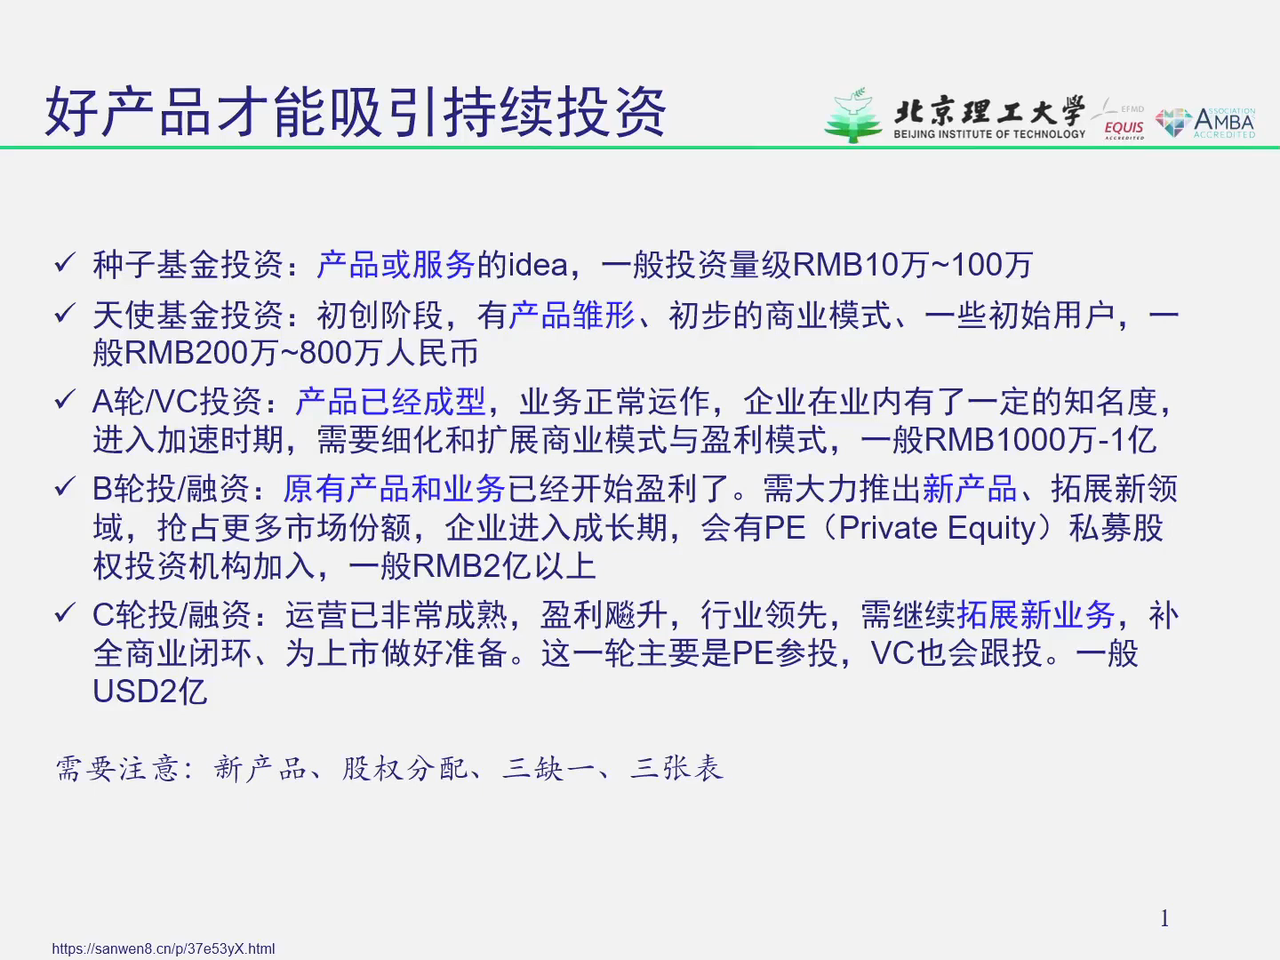 好产品才能吸引持续投资
北京理工大学
BEIJING INSTITUTE OF TECHNOLOGY
EFMD
EQUIS
ACCREDITED
ASSOCIATION
AMBA
ACCREDITED
✓ 种子基金投资：产品或服务的idea，一般投资量级RMB10万~100万
✓ 天使基金投资：初创阶段，有产品雏形、初步的商业模式、一些初始用户，一
般RMB200万~800万人民币
✓ A轮/VC投资：产品已经成型，业务正常运作，企业在业内有了一定的知名度，
进入加速时期，需要细化和扩展商业模式与盈利模式，一般RMB1000万-1亿
✓ B轮投/融资：原有产品和业务已经开始盈利了。需大力推出新产品、拓展新领
域，抢占更多市场份额，企业进入成长期，会有PE（Private Equity）私募股
权投资机构加入，一般RMB2亿以上
✓ C轮投/融资：运营已非常成熟，盈利飚升，行业领先，需继续拓展新业务，补
全商业闭环、为上市做好准备。这一轮主要是PE参投，VC也会跟投。一般
USD2亿
需要注意：新产品、股权分配、三缺一、三张表
1
https://sanwen8.cn/p/37e53yX.html